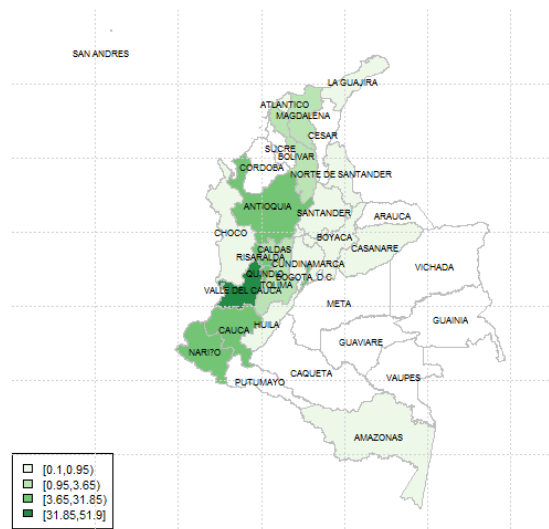 SAN ANDRES
LA GUAJIRA
ATLANTICO
MAGDALENA
CESAR
SUCRE
BOLIVAR
CORDOBA
NORTE DE SANTANDER
ANTIOQUIA
SANTANDER
ARAUCA
CHOCO
BOYACA
CASANARE
CALDAS
RISARALDA
CUNDINAMARCA
VICHADA
QUINDIO
BOGOTA, D.C.
VALLE DEL CAUCA
TOLIMA
META
GUAINIA
HUILA
CAUCA
GUAVIARE
NARI?O
CAQUETA
VAUPES
PUTUMAYO
AMAZONAS
[0.1,0.95)
[0.95,3.65)
[3.65,31.85)
[31.85,51.9]